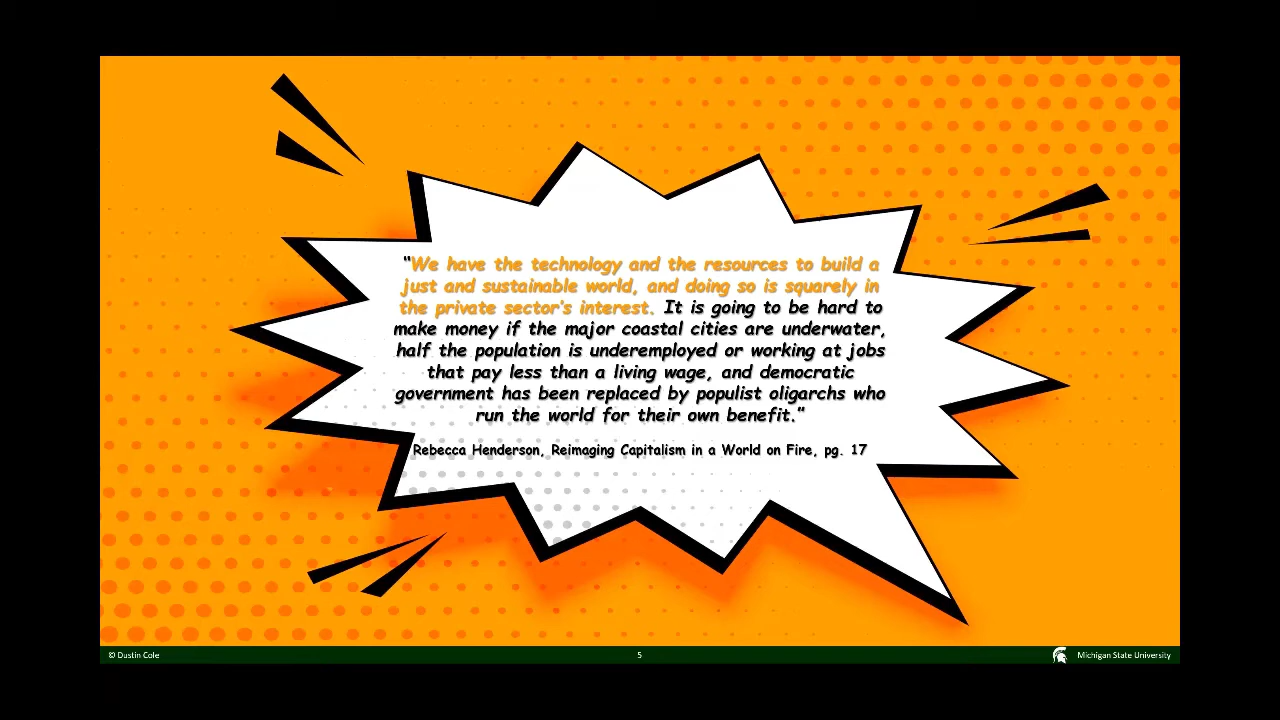 "We have the technology and the resources to build a
just and sustainable world, and doing so is squarely in
the private sector's interest. It is going to be hard to
make money if the major coastal cities are underwater,
half the population is underemployed or working at jobs
that pay less than a living wage, and democratic
government has been replaced by populist oligarchs who
run the world for their own benefit."
Rebecca Henderson, Reimaging Capitalism in a World on Fire, pg. 17
© Dustin Cole
5
Michigan State University